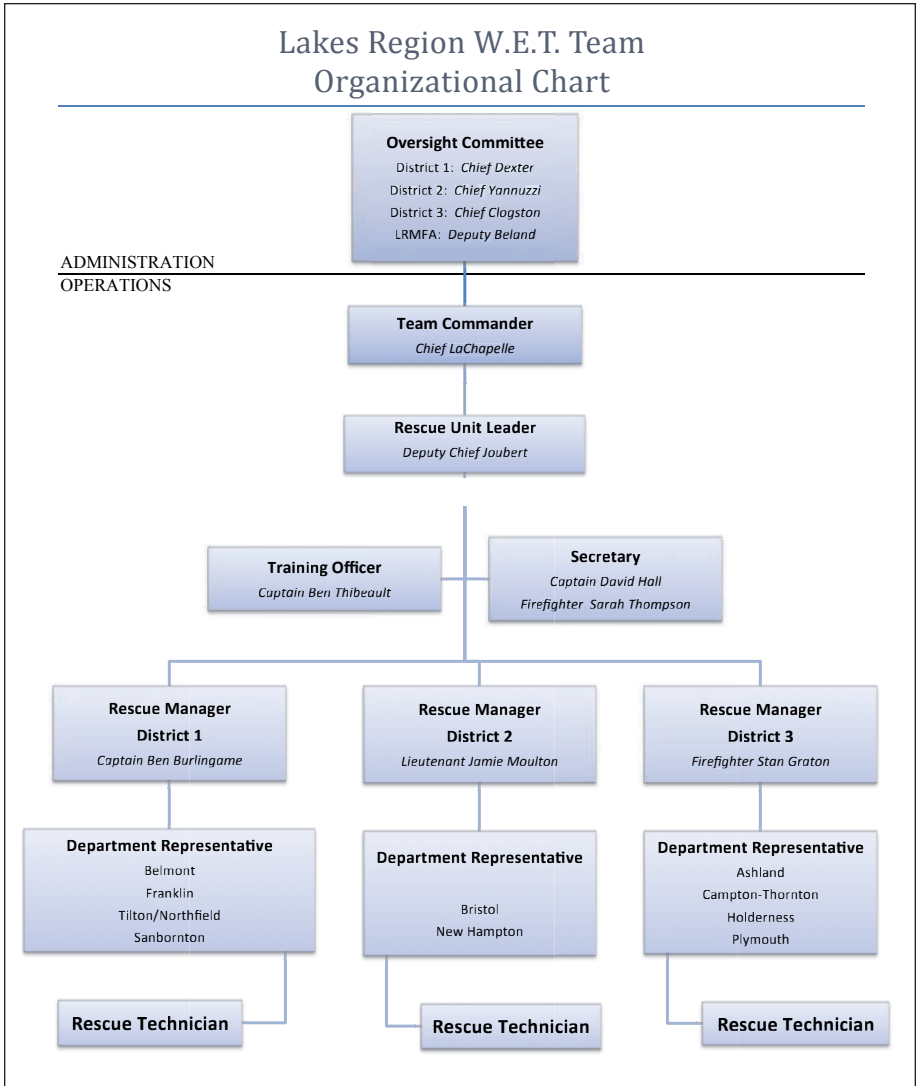 Lakes Region W.E.T. Team
Organizational Chart
Oversight Committee
District 1: Chief Dexter
District 2: Chief Yannuzzi
District 3: Chief Clogston
LRMFA: Deputy Beland
ADMINISTRATION
OPERATIONS
Team Commander
Chief LaChapelle
Rescue Unit Leader
Deputy Chief Joubert
Training Officer
Captain Ben Thibeault
Secretary
Captain David Hall
Firefighter Sarah Thompson
Rescue Manager
District 1
Captain Ben Burlingame
Rescue Manager
District 2
Lieutenant Jamie Moulton
Rescue Manager
District 3
Firefighter Stan Graton
Department Representative
Belmont
Franklin
Tilton/Northfield
Sanbornton
Department Representative
Bristol
New Hampton
Department Representative
Ashland
Campton-Thornton
Holderness
Plymouth
Rescue Technician
Rescue Technician
Rescue Technician